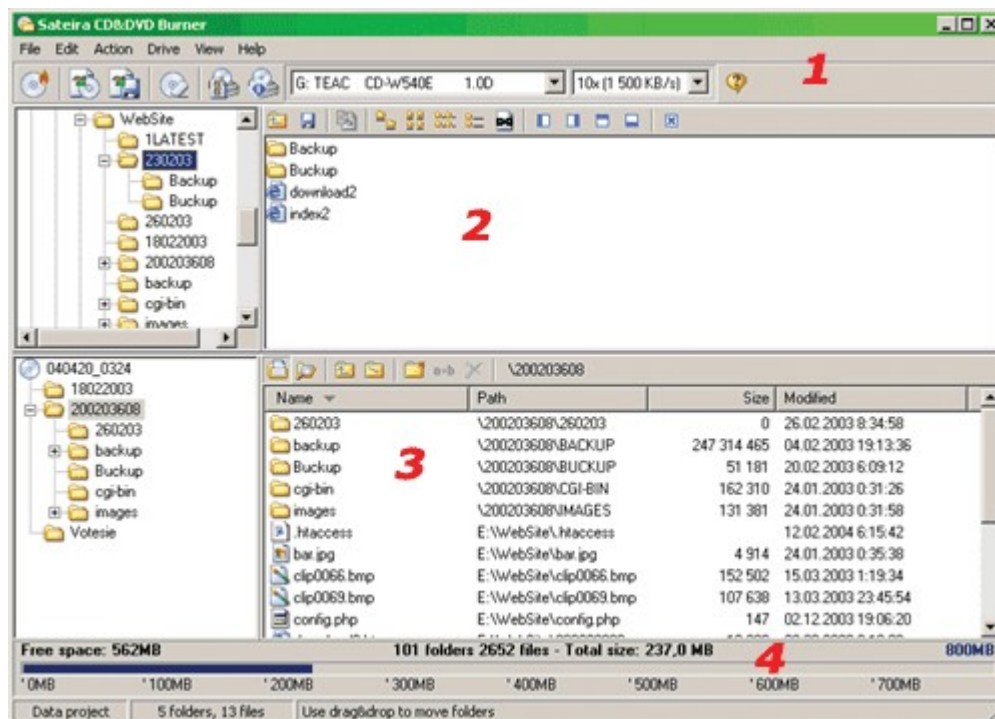 Sateira CD&DVD Burner
File Edit Action Drive View Help
G: TEAC CD-W540E 1.0D 10x (1 500 KB/s) 1
WebSite
1LATEST
230203
Backup
Buckup
260203
18022003
200203608
backup
cgi-bin
images
Backup
Buckup
download2
index2
2
040420_0324
18022003
200203608
260203
backup
Buckup
cgi-bin
images
Votesie
a»b \200203608
Name Path Size Modified
260203 \200203608\260203 0 26.02.2003 8:34:58
backup \200203608\BACKUP 247 314 465 04.02.2003 19:13:36
Buckup \200203608\BUCKUP 51 181 20.02.2003 6:09:12
cgi-bin \200203608\CGI-BIN 162 310 24.01.2003 0:31:26
images \200203608\IMAGES 131 381 24.01.2003 0:31:58
.htaccess E:\WebSite\.htaccess 12.02.2004 6:15:42
bar.jpg E:\WebSite\bar.jpg 4 914 24.01.2003 0:35:38
clip0066.bmp E:\WebSite\clip0066.bmp 152 502 15.03.2003 1:19:34
clip0069.bmp E:\WebSite\clip0069.bmp 107 638 13.03.2003 23:45:54
config.php E:\WebSite\config.php 147 02.12.2003 19:06:20
3
Free space: 562MB 101 folders 2652 files - Total size: 237,0 MB 4 800MB
'0MB '100MB '200MB '300MB '400MB '500MB '600MB '700MB
Data project 5 folders, 13 files Use drag&drop to move folders